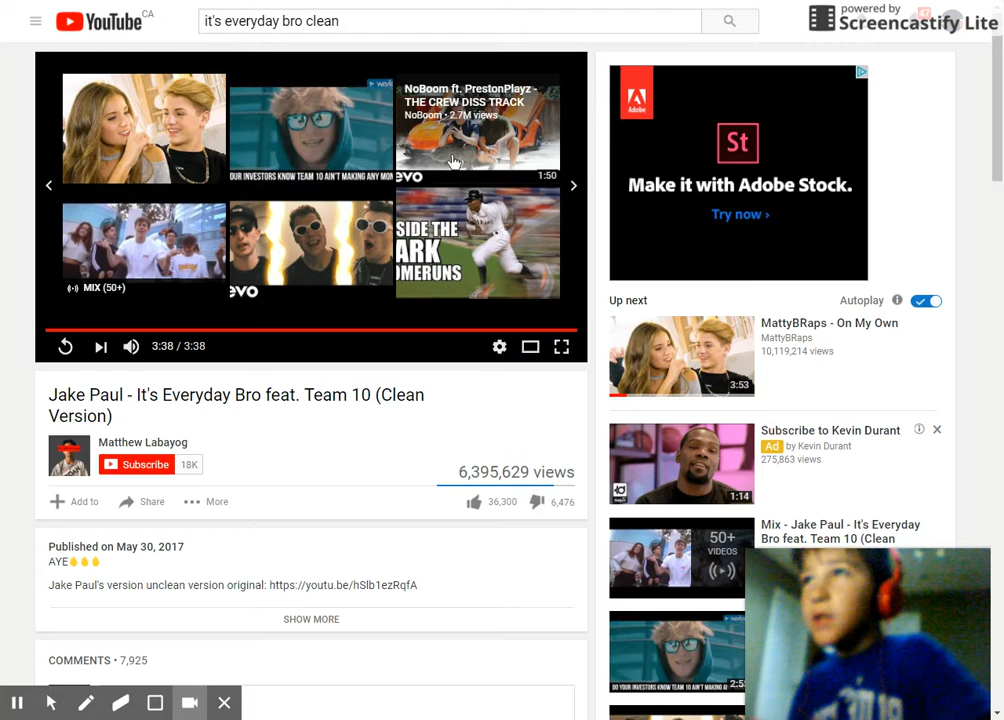 YouTube CA
it's everyday bro clean
powered by
Screencastify Lite
47
NoBoom ft. PrestonPlayz -
THE CREW DISS TRACK
NoBoom • 2.7M views
OUR INVESTORS KNOW TEAM 10 AIN'T MAKING ANY MON
evo
1:50
MIX (50+)
evo
SIDE THE
ARK
OMERUNS
3:38 / 3:38
Adobe
St
Make it with Adobe Stock.
Try now ›
Up next
Autoplay
MattyBRaps - On My Own
MattyBRaps
10,119,214 views
3:53
Jake Paul - It's Everyday Bro feat. Team 10 (Clean
Version)
Matthew Labayog
Subscribe 18K
6,395,629 views
Add to Share More
36,300 6,476
Subscribe to Kevin Durant
Ad by Kevin Durant
275,863 views
1:14
Mix - Jake Paul - It's Everyday
Bro feat. Team 10 (Clean
50+
VIDEOS
Published on May 30, 2017
AYE🔥🔥🔥
Jake Paul's version unclean version original: https://youtu.be/hSlb1ezRqfA
SHOW MORE
COMMENTS • 7,925
DO YOUR INVESTORS KNOW TEAM 10 AIN'T MAKING A